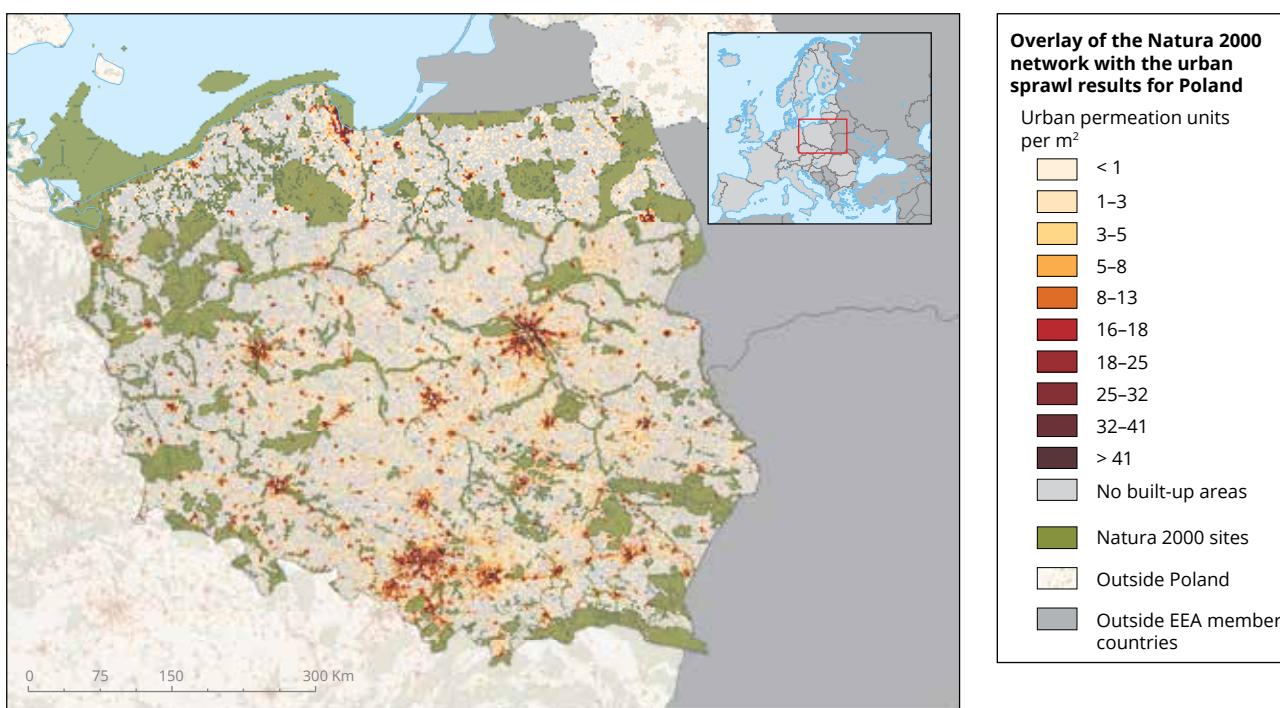 Overlay of the Natura 2000
network with the urban
sprawl results for Poland
Urban permeation units
per m²
< 1
1–3
3–5
5–8
8–13
16–18
18–25
25–32
32–41
> 41
No built-up areas
Natura 2000 sites
Outside Poland
Outside EEA member
countries
0 75 150 300 Km